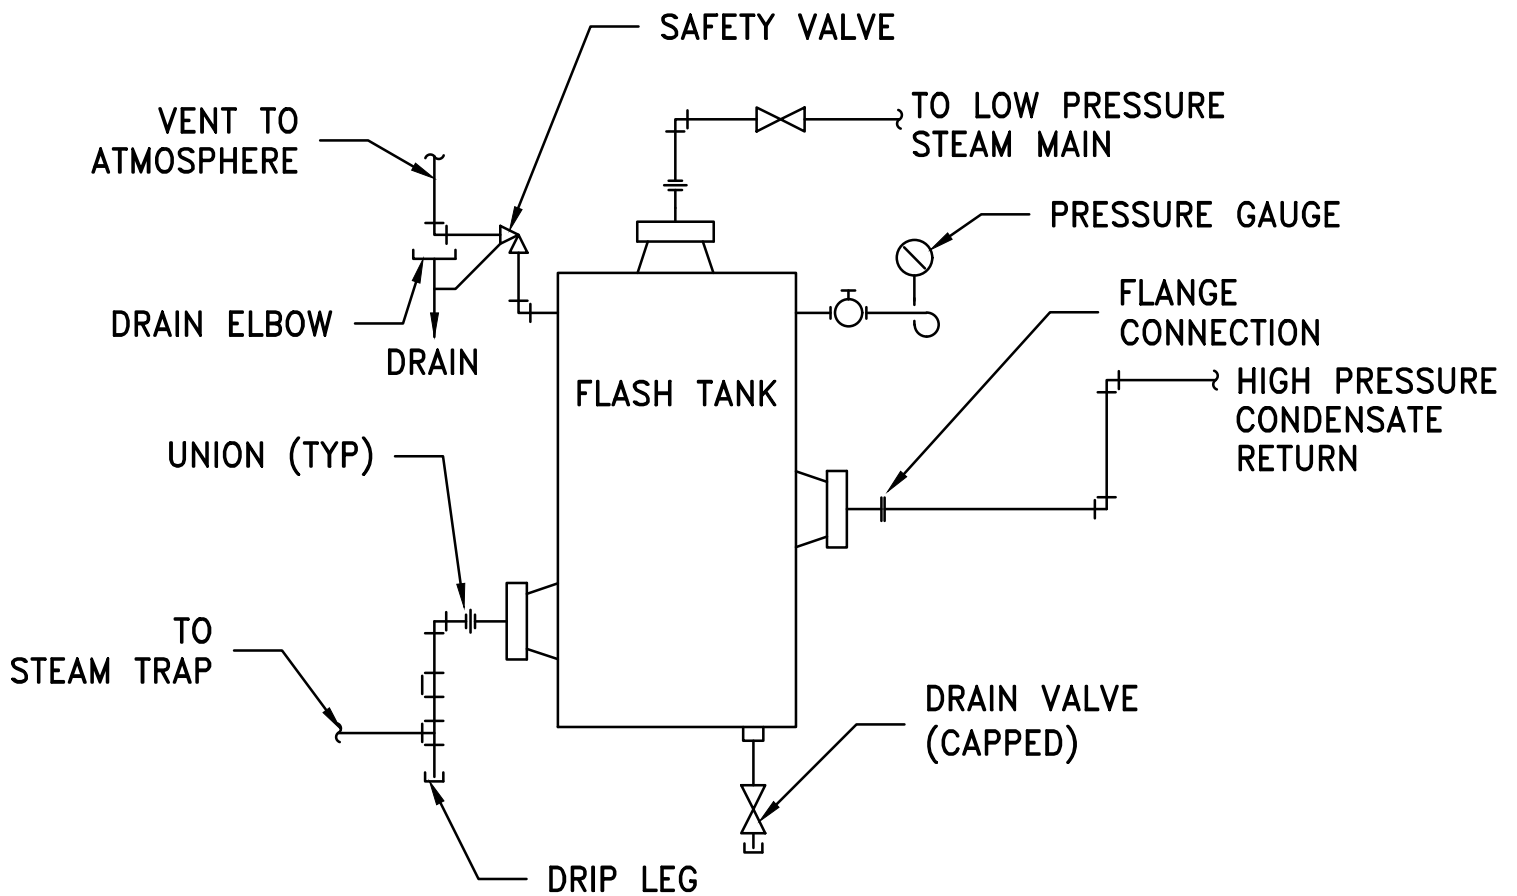 SAFETY VALVE
VENT TO
ATMOSPHERE
TO LOW PRESSURE
STEAM MAIN
PRESSURE GAUGE
DRAIN ELBOW
DRAIN
FLANGE
CONNECTION
FLASH TANK
HIGH PRESSURE
CONDENSATE
RETURN
UNION (TYP)
TO
STEAM TRAP
DRAIN VALVE
(CAPPED)
DRIP LEG